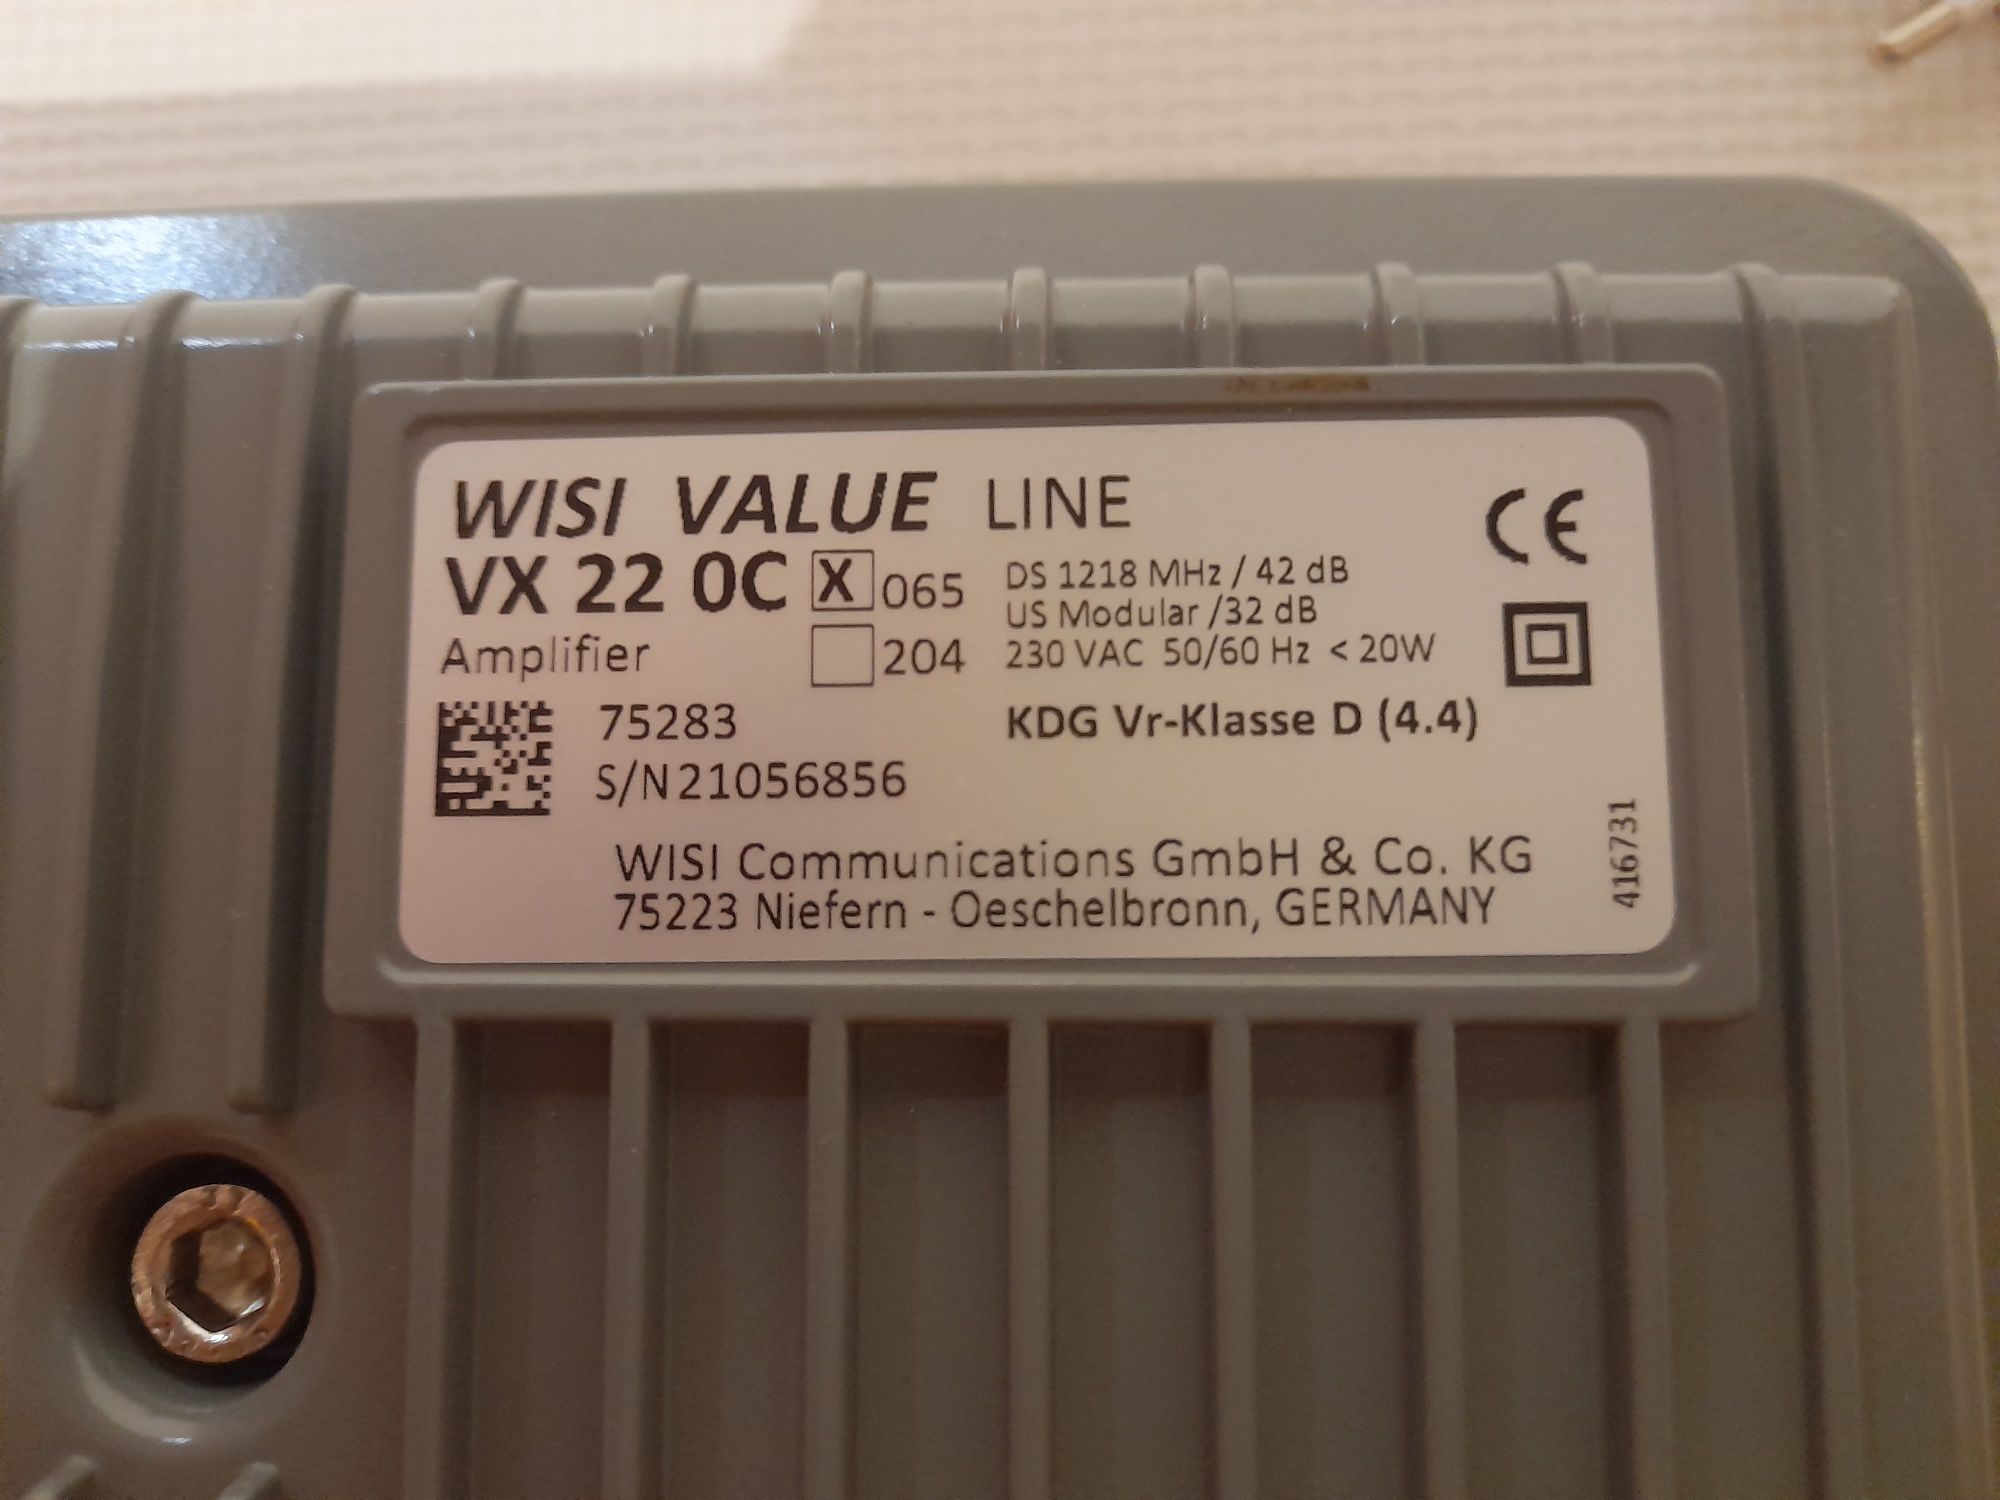 WISI VALUE LINE
VX 22 0C X 065
204
Amplifier
DS 1218 MHz / 42 dB
US Modular /32 dB
230 VAC 50/60 Hz < 20W
CE
75283
S/N21056856
KDG Vr-Klasse D (4.4)
WISI Communications GmbH & Co. KG
75223 Niefern - Oeschelbronn, GERMANY
416731